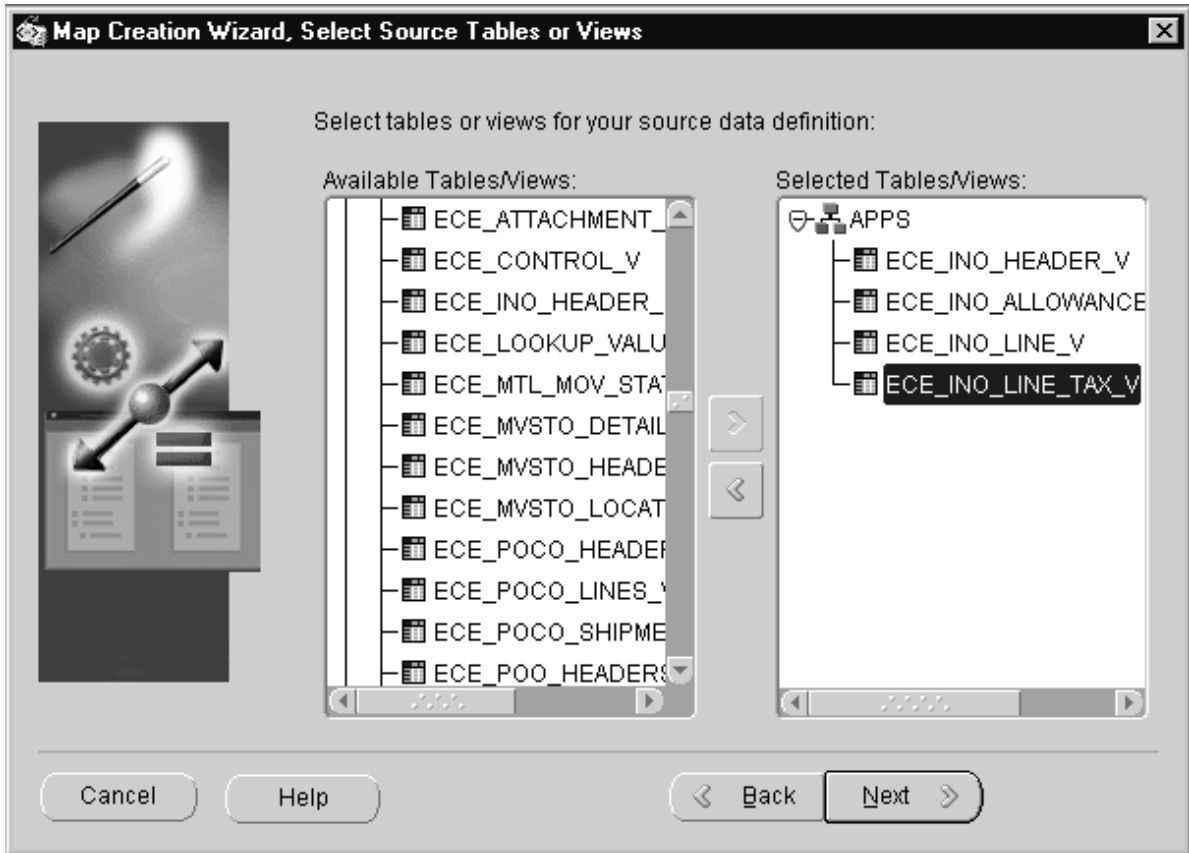 Map Creation Wizard, Select Source Tables or Views
Select tables or views for your source data definition:
Available Tables/Views:
ECE_ATTACHMENT_
ECE_CONTROL_V
ECE_INO_HEADER_
ECE_LOOKUP_VALU
ECE_MTL_MOV_STA
ECE_MVSTO_DETAIL
ECE_MVSTO_HEADE
ECE_MVSTO_LOCAT
ECE_POCO_HEADER
ECE_POCO_LINES_V
ECE_POCO_SHIPME
ECE_POO_HEADERS
Selected Tables/Views:
APPS
ECE_INO_HEADER_V
ECE_INO_ALLOWANCE
ECE_INO_LINE_V
ECE_INO_LINE_TAX_V
Cancel
Help
Back
Next